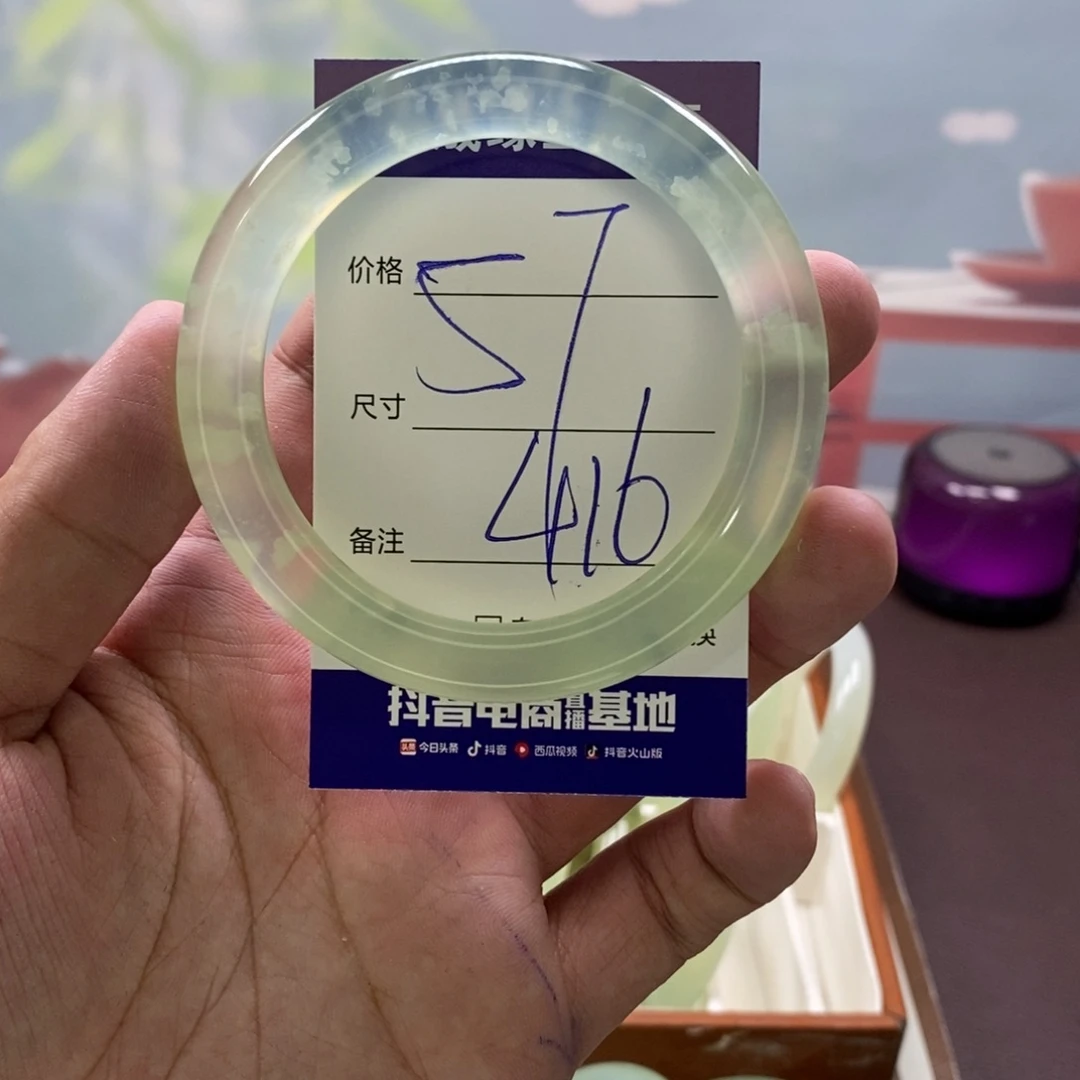 价格
57
尺寸
416
备注
抖音电商直播基地
今日头条 抖音 西瓜视频 抖音火山版